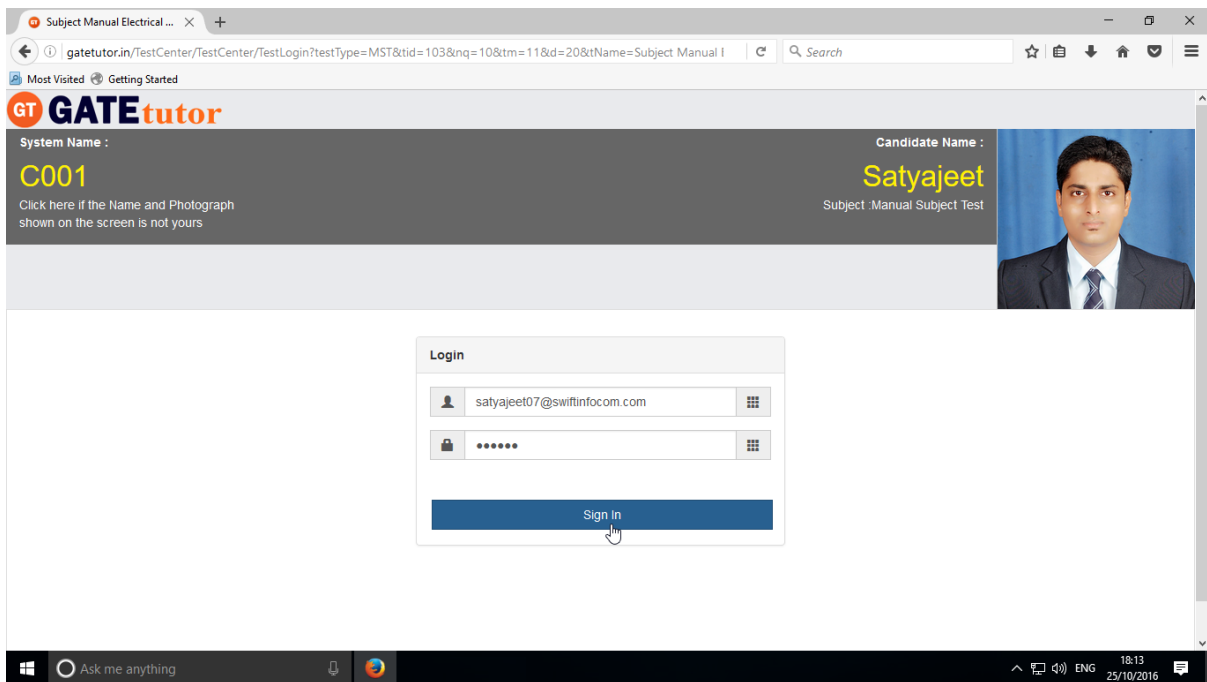 Subject Manual Electrical ...
gatetutor.in/TestCenter/TestCenter/TestLogin?testType=MST&tid=103&nq=10&tm=11&d=20&tName=Subject Manual
Search
Most Visited
Getting Started
GT GATEtutor
System Name :
C001
Click here if the Name and Photograph
shown on the screen is not yours
Candidate Name :
Satyajeet
Subject :Manual Subject Test
Login
satyajeet07@swiftinfocom.com
••••••
Sign In
Ask me anything
ENG
18:13
25/10/2016